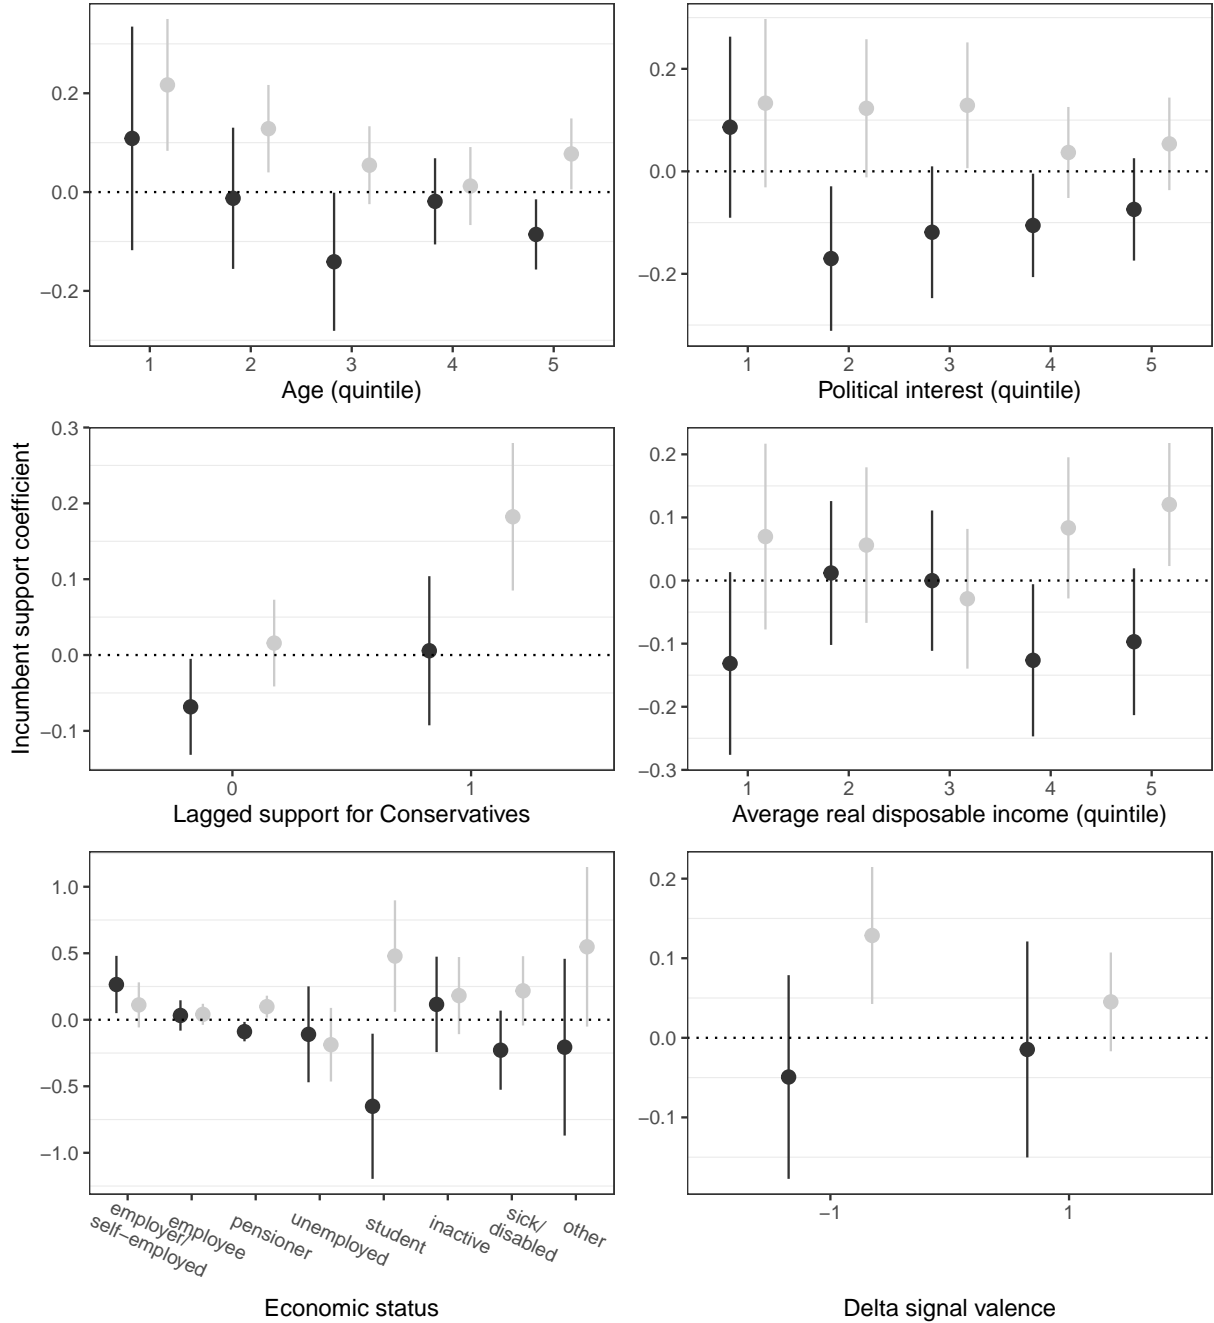 0.2
0.0
−0.2
1 2 3 4 5
Age (quintile)
0.2
0.0
−0.2
1 2 3 4 5
Political interest (quintile)
Incumbent support coefficient
0.3
0.2
0.1
0.0
−0.1
0 1
Lagged support for Conservatives
0.2
0.1
0.0
−0.1
−0.2
−0.3
1 2 3 4 5
Average real disposable income (quintile)
1.0
0.5
0.0
−0.5
−1.0
employer/
self−employed
employee
pensioner
unemployed
student
inactive
sick/
disabled
other
Economic status
0.2
0.1
0.0
−0.1
−1 1
Delta signal valence